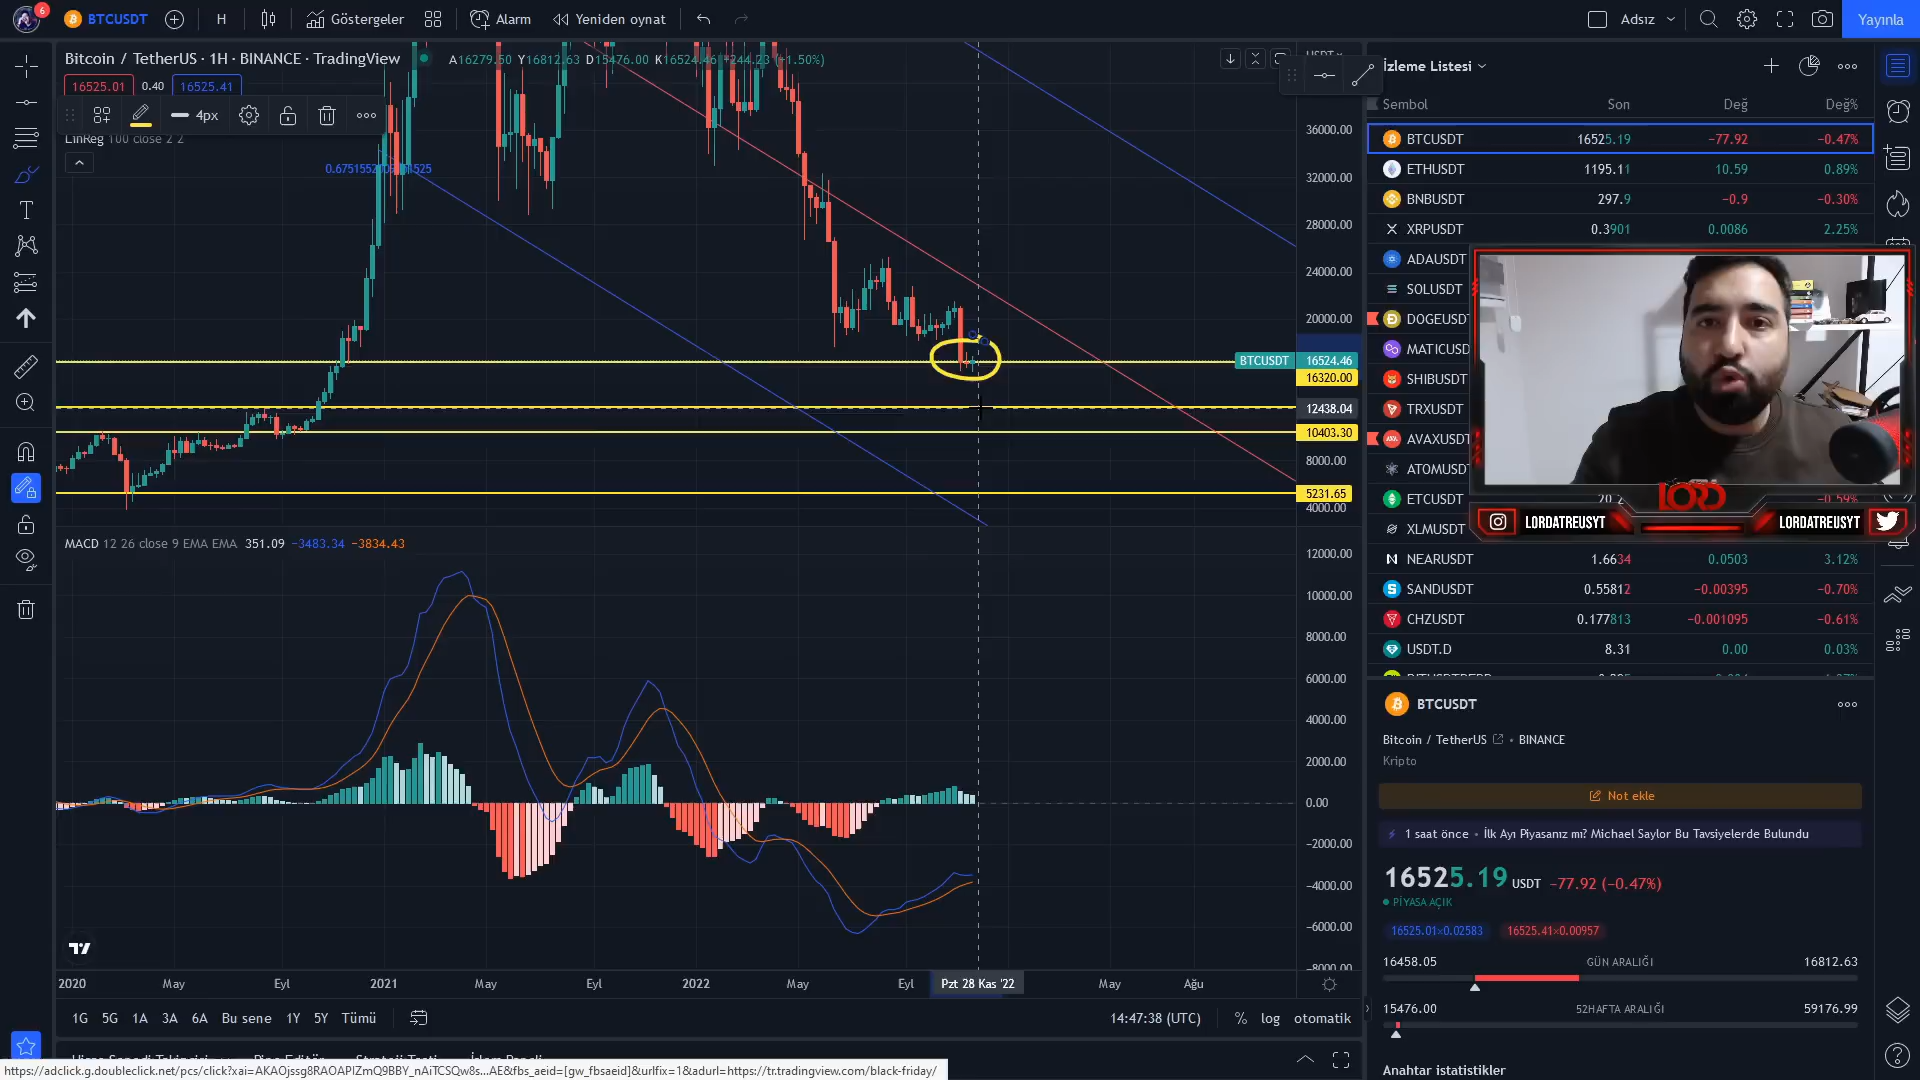 6
BTCUSDT
H
Göstergeler
Alarm
Yeniden oynat
Adsız
Yayınla
Bitcoin / TetherUS · 1H · BINANCE · TradingView
A16279.50 Y16812.63 D15476.00 K16524.46 +244.23 (+1.50%)
16525.01
0.40
16525.41
4px
LinReg 100 close 2 2
36000.00
32000.00
28000.00
24000.00
20000.00
BTCUSDT
16524.46
16320.00
12438.04
10403.30
8000.00
5231.65
4000.00
MACD 12 26 close 9 EMA EMA 351.09 −3483.34 −3834.43
12000.00
10000.00
8000.00
6000.00
4000.00
2000.00
0.00
−2000.00
−4000.00
−6000.00
−8000.00
2020 May Eyl 2021 May Eyl 2022 May Eyl Pzt 28 Kas '22 May Ağu
1G 5G 1A 3A 6A Bu sene 1Y 5Y Tümü
14:47:38 (UTC) % log otomatik
https://adclick.g.doubleclick.net/pcs/click?xai=AKAOjssg8RAOAPIZmQ9BBY_nAiTCSQw8s...AE&fbs_aeid=[gw_fbsaeid]&urlfix=1&adurl=https://tr.tradingview.com/black-friday/
İzleme Listesi
Sembol Son Değ Değ%
BTCUSDT 16525.19 −77.92 −0.47%
ETHUSDT 1195.11 10.59 0.89%
BNBUSDT 297.9 −0.9 −0.30%
XRPUSDT 0.3901 0.0086 2.25%
ADAUSDT
SOLUSDT
DOGEUSDT
MATICUSD
SHIBUSDT
TRXUSDT
AVAXUSDT
ATOMUSDT
ETCUSDT −0.59%
XLMUSDT
LORD
LORDATREUSYT
LORDATREUSYT
NEARUSDT 1.6634 0.0503 3.12%
SANDUSDT 0.55812 −0.00395 −0.70%
CHZUSDT 0.177813 −0.001095 −0.61%
USDT.D 8.31 0.00 0.03%
BTCUSDT
Bitcoin / TetherUS • BINANCE
Kripto
Not ekle
1 saat önce • İlk Ayı Piyasanız mı? Michael Saylor Bu Tavsiyelerde Bulundu
16525.19 USDT −77.92 (−0.47%)
PİYASA AÇIK
16525.01×0.02583 16525.41×0.00957
16458.05 GÜN ARALIĞI 16812.63
15476.00 52HAFTA ARALIĞI 59176.99
Anahtar istatistikler